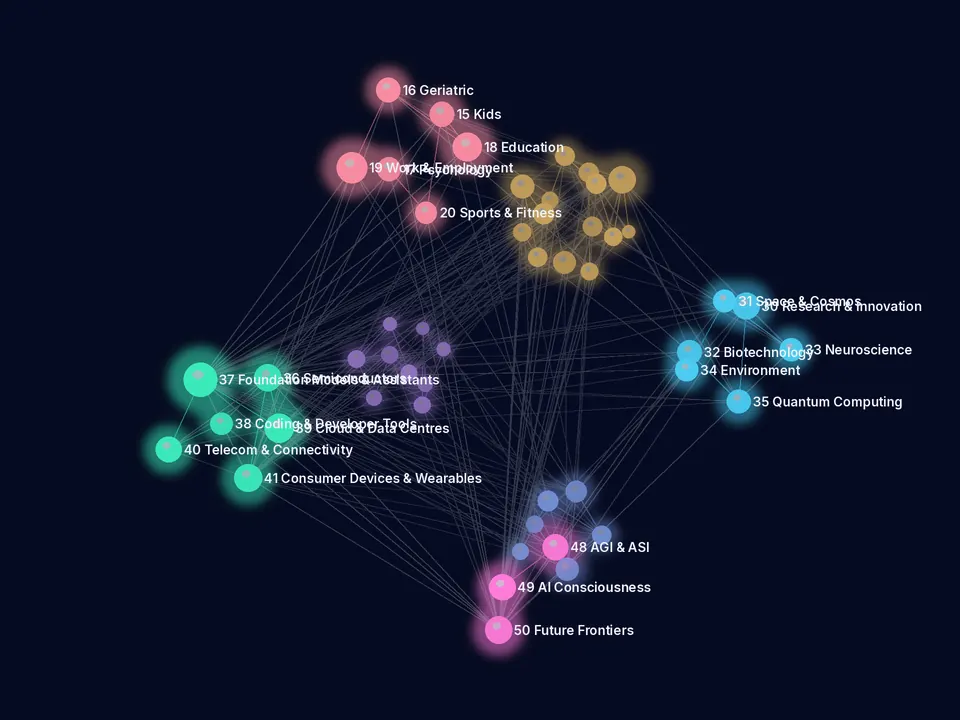 16 Geriatric
15 Kids
18 Education
19 Work & Employment
17 Psychology
20 Sports & Fitness
31 Space & Cosmos
30 Research & Innovation
32 Biotechnology
33 Neuroscience
34 Environment
35 Quantum Computing
36 Semiconductors
37 Foundation Models & Assistants
38 Coding & Developer Tools
39 Cloud & Data Centres
40 Telecom & Connectivity
41 Consumer Devices & Wearables
48 AGI & ASI
49 AI Consciousness
50 Future Frontiers